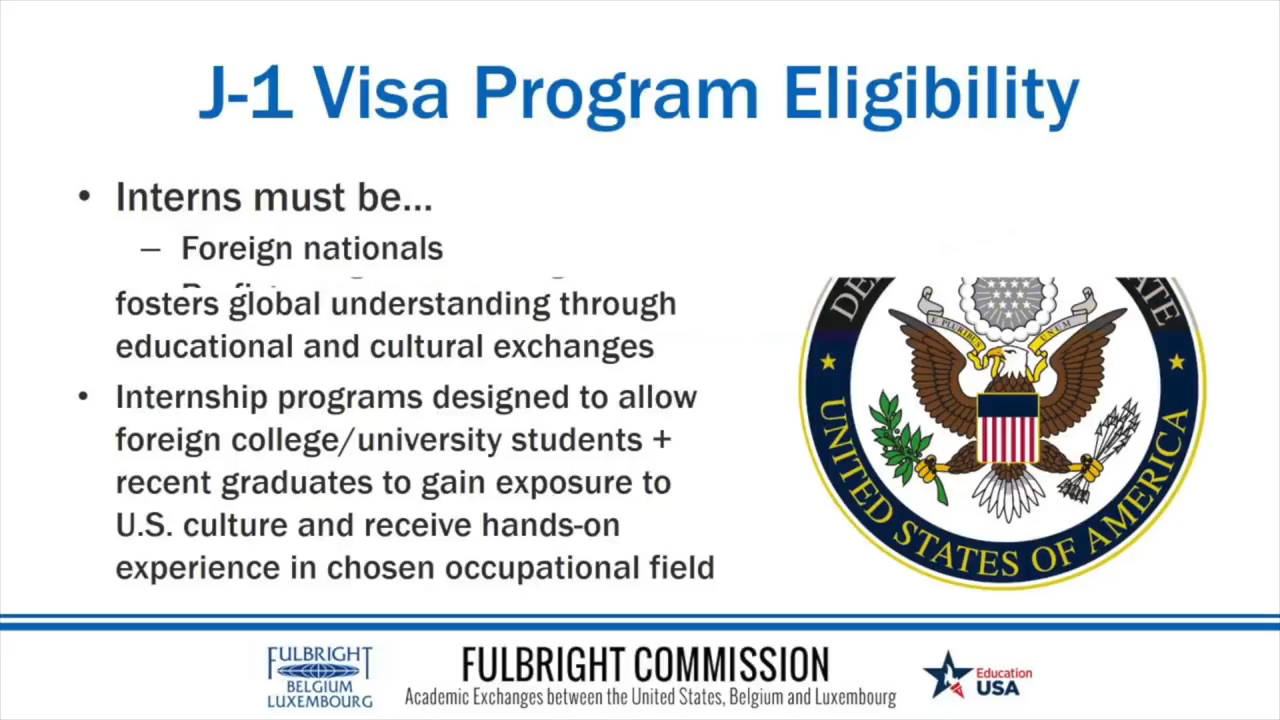 J-1 Visa Program Eligibility
• Interns must be...
– Foreign nationals
fosters global understanding through
educational and cultural exchanges
• Internship programs designed to allow
foreign college/university students +
recent graduates to gain exposure to
U.S. culture and receive hands-on
experience in chosen occupational field
E PLURIBUS UNUM
UNITED STATES OF AMERICA
FULBRIGHT
BELGIUM
LUXEMBOURG
FULBRIGHT COMMISSION
Academic Exchanges between the United States, Belgium and Luxembourg
Education
USA